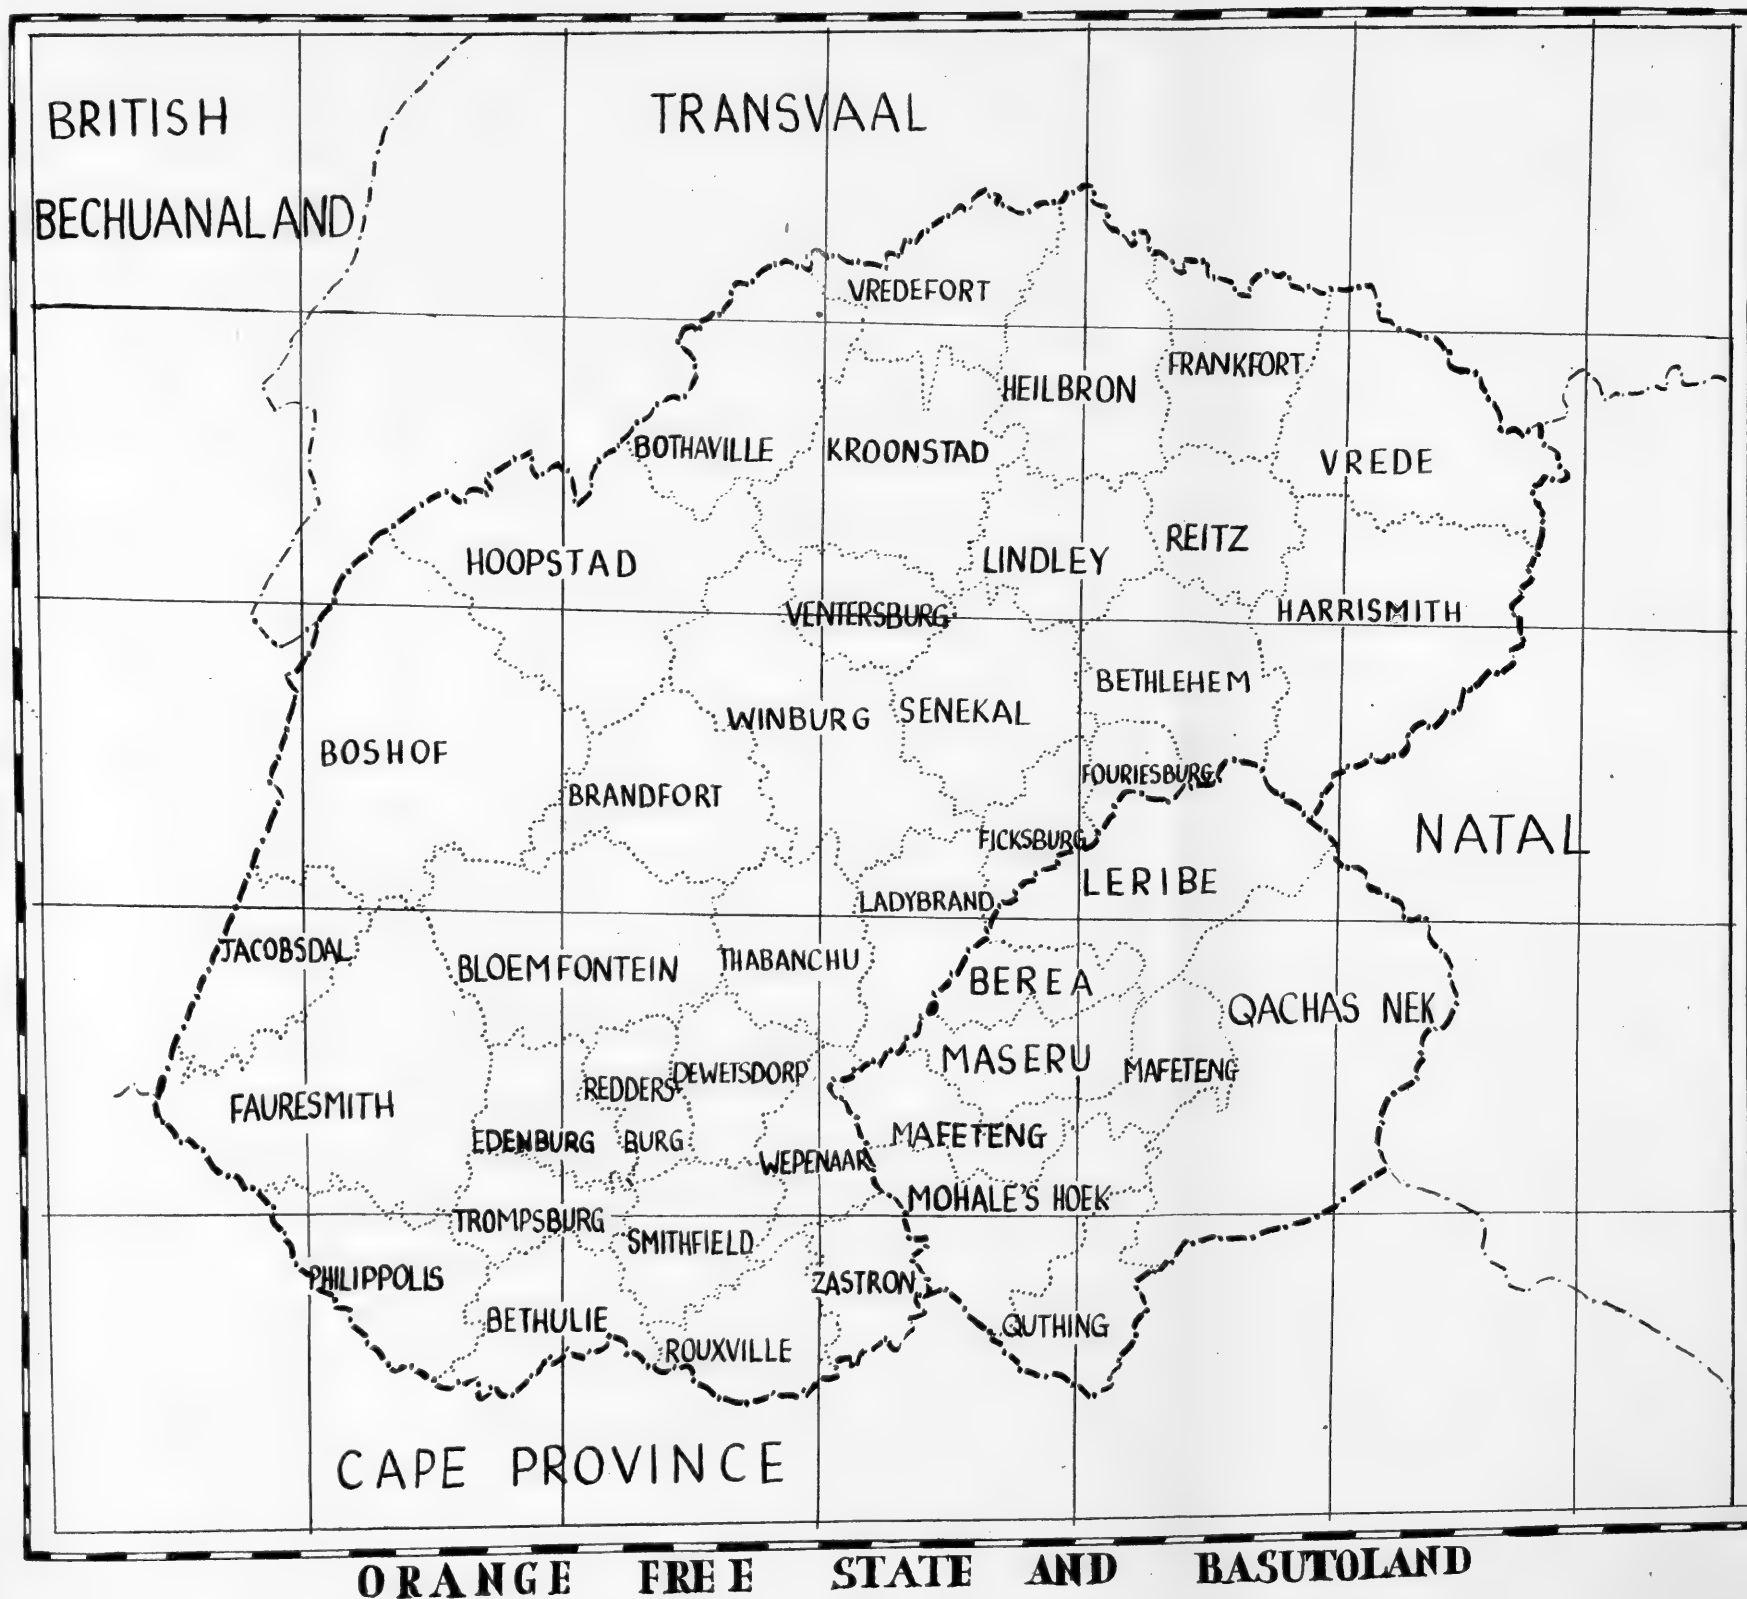 BRITISH
TRANSVAAL
BECHUANALAND
VREDEFORT
FRANKFORT
HEILBRON
BOTHAVILLE
KROONSTAD
VREDE
HOOPSTAD
LINDLEY
REITZ
VENTERSBURG
HARRISMITH
BETHLEHEM
WINBURG
SENEKAL
BOSHOF
FOURIESBURG
BRANDFORT
NATAL
FICKSBURG
LERIBE
LADYBRAND
JACOBSDAL
BLOEMFONTEIN
THABANCHU
BEREA
QACHAS NEK
MASERU
MAFETENG
DEWETSDORP
REDDERS-
BURG
FAURESMITH
EDENBURG
MAFETENG
WEPENAAR
MOHALE'S HOEK
TROMPSBURG
SMITHFIELD
PHILIPPOLIS
ZASTRON
BETHULIE
QUTHING
ROUXVILLE
CAPE PROVINCE
ORANGE FREE STATE AND BASUTOLAND